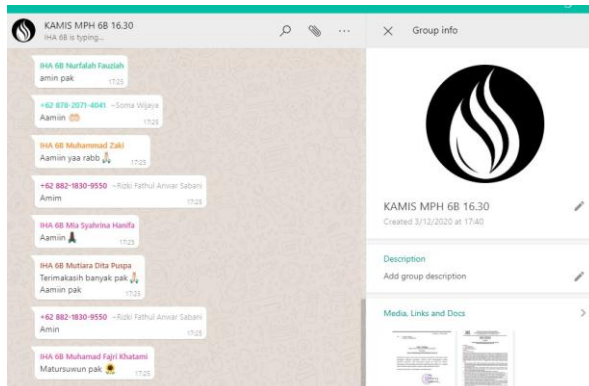 KAMIS MPH 6B 16.30
IHA 6B is typing...
IHA 6B Nurfalah Fauziah
amin pak
17:25
+62 878-2071-4041 ~Soma Wijaya
Aamiin
17:25
IHA 6B Muhammad Zaki
Aamiin yaa rabb
17:25
+62 882-1830-9550 ~Rizki Fathul Anwar Sabani
Amim
17:25
IHA 6B Mia Syahrina Hanifa
Aamiin
17:25
IHA 6B Mutiara Dita Puspa
Terimakasih banyak pak
Aamiin pak
17:25
+62 882-1830-9550 ~Rizki Fathul Anwar Sabani
Amin
17:25
IHA 6B Muhamad Fajri Khatami
Matursuwun pak
17:25
Group info
KAMIS MPH 6B 16.30
Created 3/12/2020 at 17:40
Description
Add group description
Media, Links and Docs